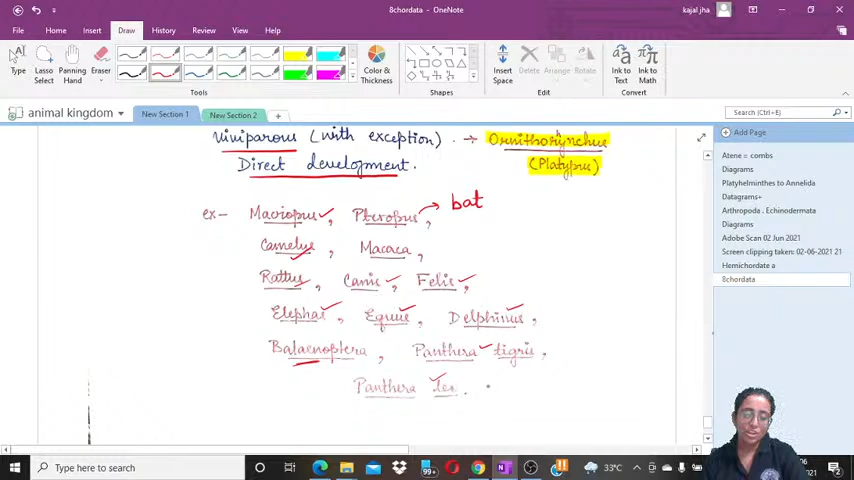 8chordata - OneNote
kajal jha
File Home Insert Draw History Review View Help
Type Lasso Select Panning Hand Eraser Color & Thickness Insert Space Delete Arrange Rotate Ink to Text Ink to Math
Tools Shapes Edit Convert
animal kingdom New Section 1 New Section 2 + Search (Ctrl+E)
Viviparous (with exception). → Ornithorhynchus
Direct development. (Platypus)
ex- Macropus, Pteropus, → bat
Camelus, Macaca,
Rattus, Canis, Felis,
Elephas, Equus, Delphinus,
Balaenoptera, Panthera tigris,
Panthera leo.
Add Page
Atene = combs
Diagrams
Platyhelminthes to Annelida
Datagrams+
Arthropoda . Echinodermata
Diagrams
Adobe Scan 02 Jun 2021
Screen clipping taken: 02-06-2021 21
Hemichordate a
8chordata
Type here to search
99+
33°C